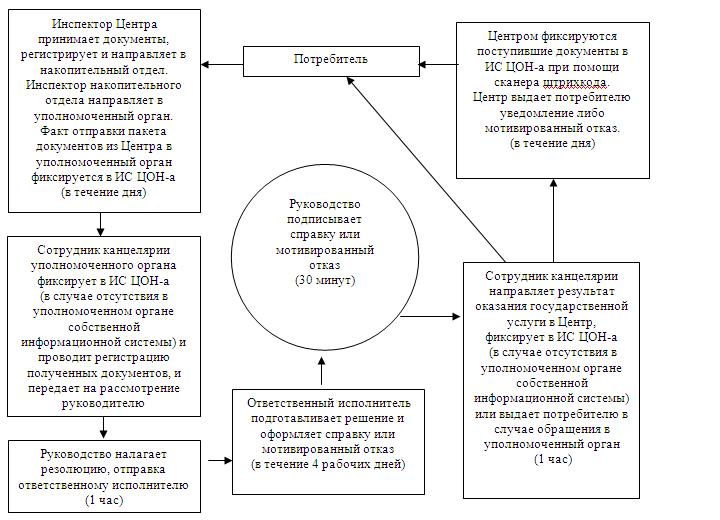 Инспектор Центра
принимает документы,
регистрирует и направляет в
накопительный отдел.
Инспектор накопительного
отдела направляет в
уполномоченный орган.
Факт отправки пакета
документов из Центра в
уполномоченный орган
фиксируется в ИС ЦОН-а
(в течение дня)
Потребитель
Центром фиксируются
поступившие документы в
ИС ЦОН-а при помощи
сканера штрихкода.
Центр выдает потребителю
уведомление либо
мотивированный отказ.
(в течение дня)
Руководство
подписывает
справку или
мотивированный
отказ
(30 минут)
Сотрудник канцелярии
уполномоченного органа
фиксирует в ИС ЦОН-а
(в случае отсутствия в
уполномоченном органе
собственной
информационной системы) и
проводит регистрацию
полученных документов, и
передает на рассмотрение
руководителю
Сотрудник канцелярии
направляет результат
оказания государственной
услуги в Центр,
фиксирует в ИС ЦОН-а
(в случае отсутствия в
уполномоченном органе
собственной
информационной системы)
или выдает потребителю в
случае обращения в
уполномоченный орган
(1 час)
Ответственный исполнитель
подготавливает решение и
оформляет справку или
мотивированный отказ
(в течение 4 рабочих дней)
Руководство налагает
резолюцию, отправка
ответственному исполнителю
(1 час)